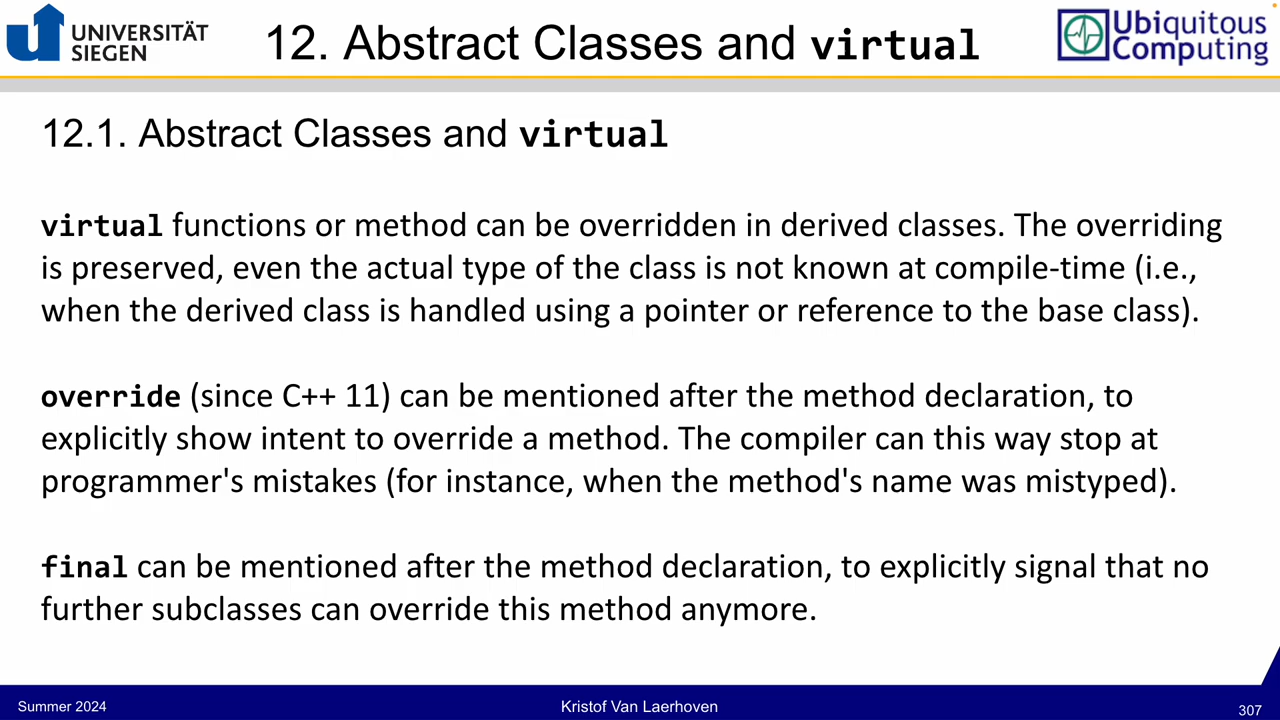 UNIVERSITÄT
SIEGEN
12. Abstract Classes and virtual
Ubiquitous
Computing
12.1. Abstract Classes and virtual
virtual functions or method can be overridden in derived classes. The overriding
is preserved, even the actual type of the class is not known at compile-time (i.e.,
when the derived class is handled using a pointer or reference to the base class).
override (since C++ 11) can be mentioned after the method declaration, to
explicitly show intent to override a method. The compiler can this way stop at
programmer's mistakes (for instance, when the method's name was mistyped).
final can be mentioned after the method declaration, to explicitly signal that no
further subclasses can override this method anymore.
Summer 2024
Kristof Van Laerhoven
307